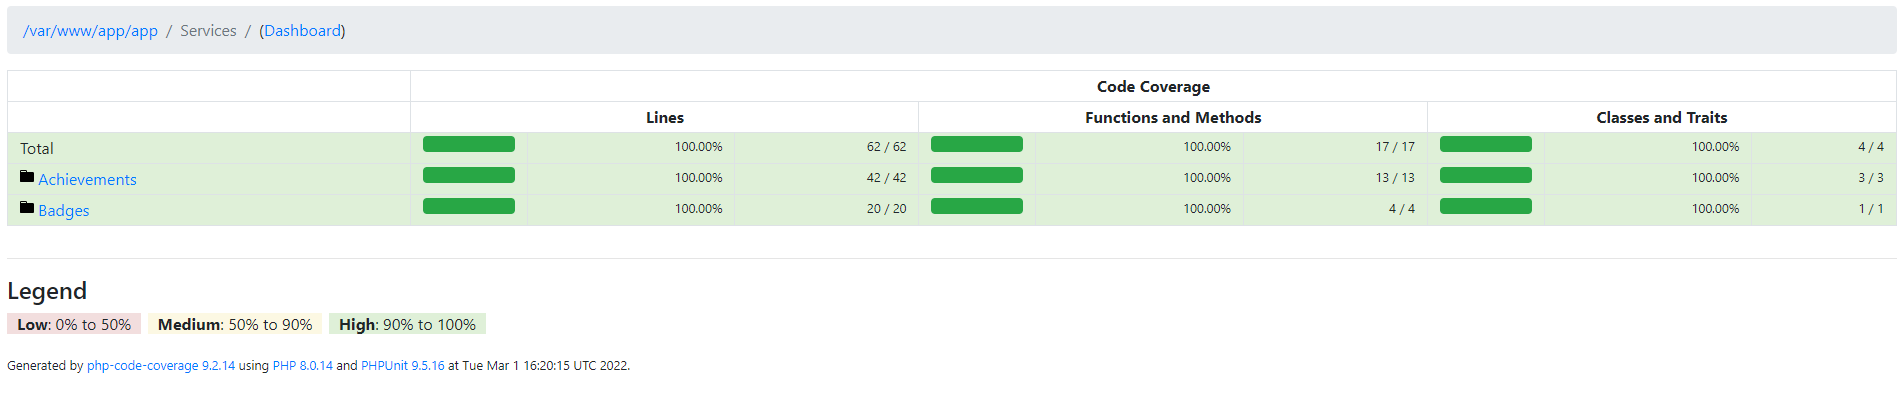 /var/www/app/app / Services / (Dashboard)
Code Coverage
Lines Functions and Methods Classes and Traits
Total 100.00% 62 / 62 100.00% 17 / 17 100.00% 4 / 4
Achievements 100.00% 42 / 42 100.00% 13 / 13 100.00% 3 / 3
Badges 100.00% 20 / 20 100.00% 4 / 4 100.00% 1 / 1
Legend
Low: 0% to 50% Medium: 50% to 90% High: 90% to 100%
Generated by php-code-coverage 9.2.14 using PHP 8.0.14 and PHPUnit 9.5.16 at Tue Mar 1 16:20:15 UTC 2022.